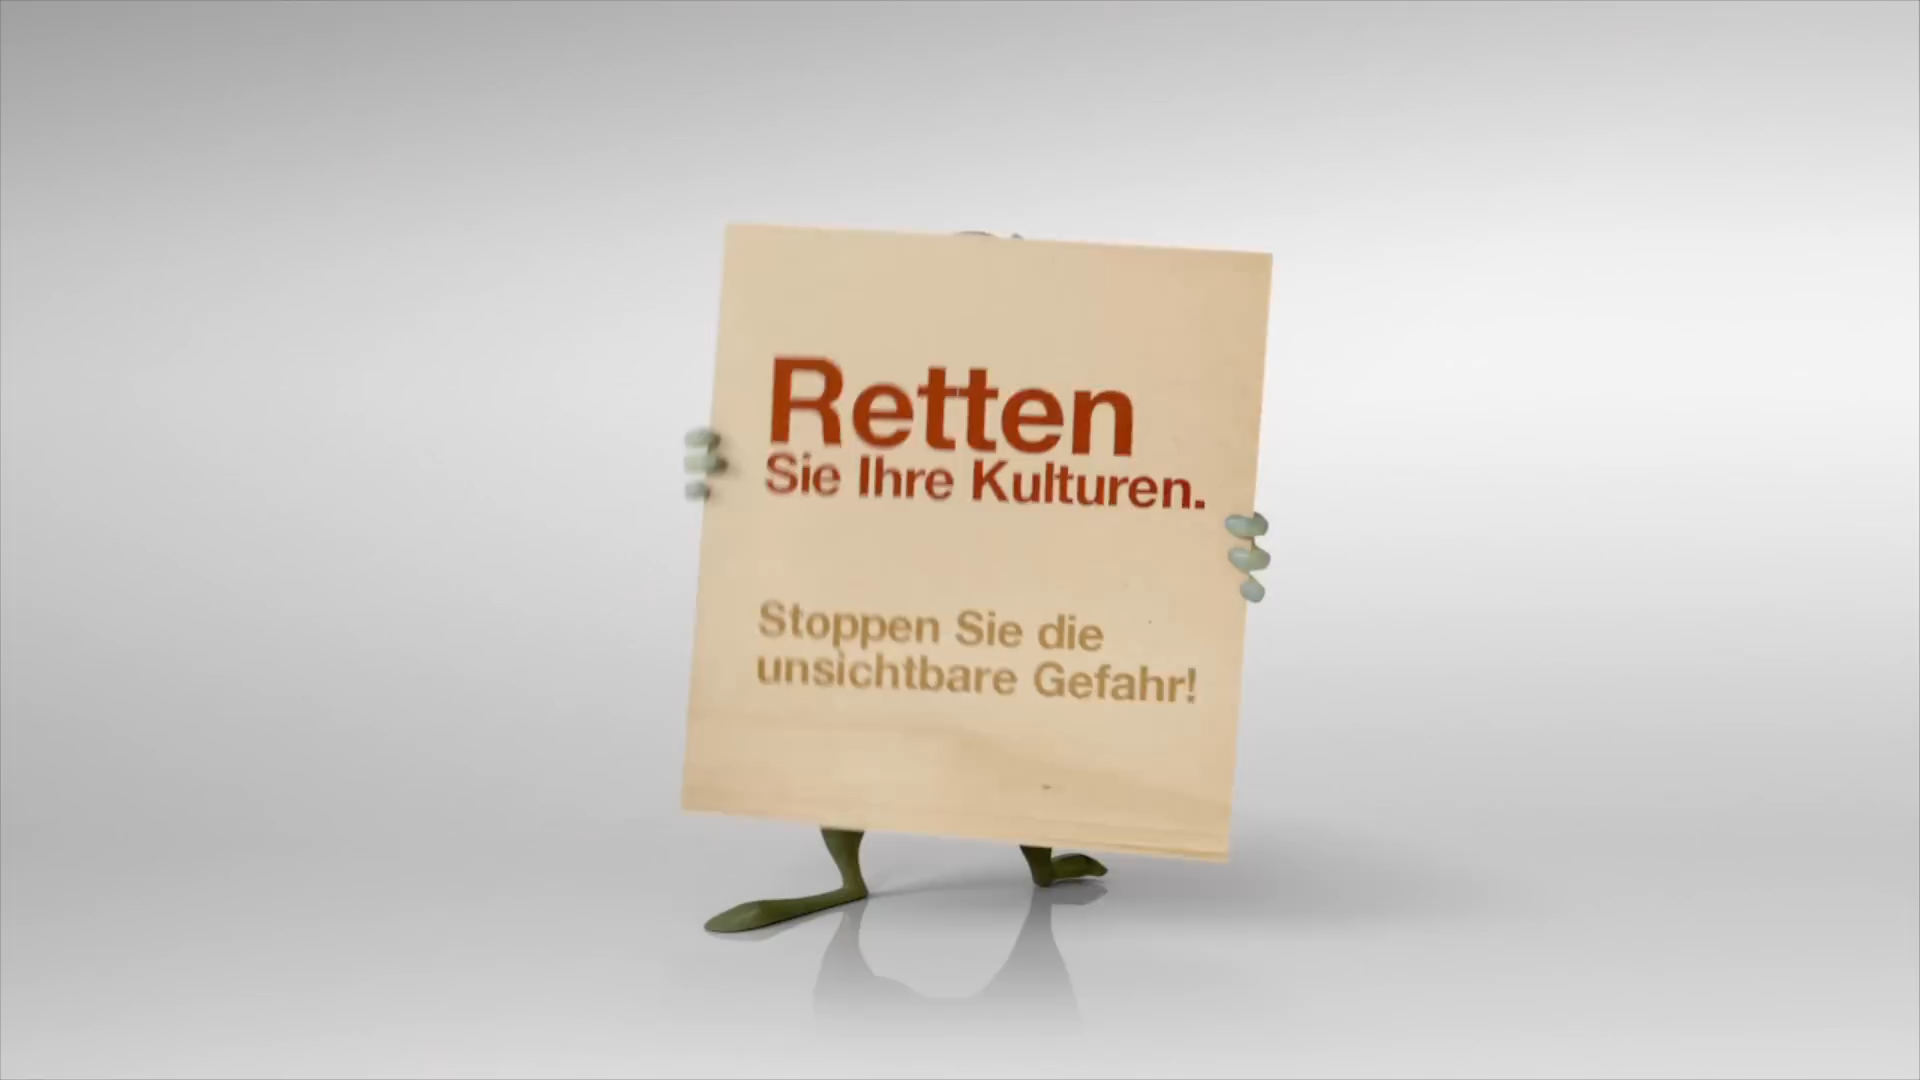 Retten
Sie Ihre Kulturen.
Stoppen Sie die
unsichtbare Gefahr!